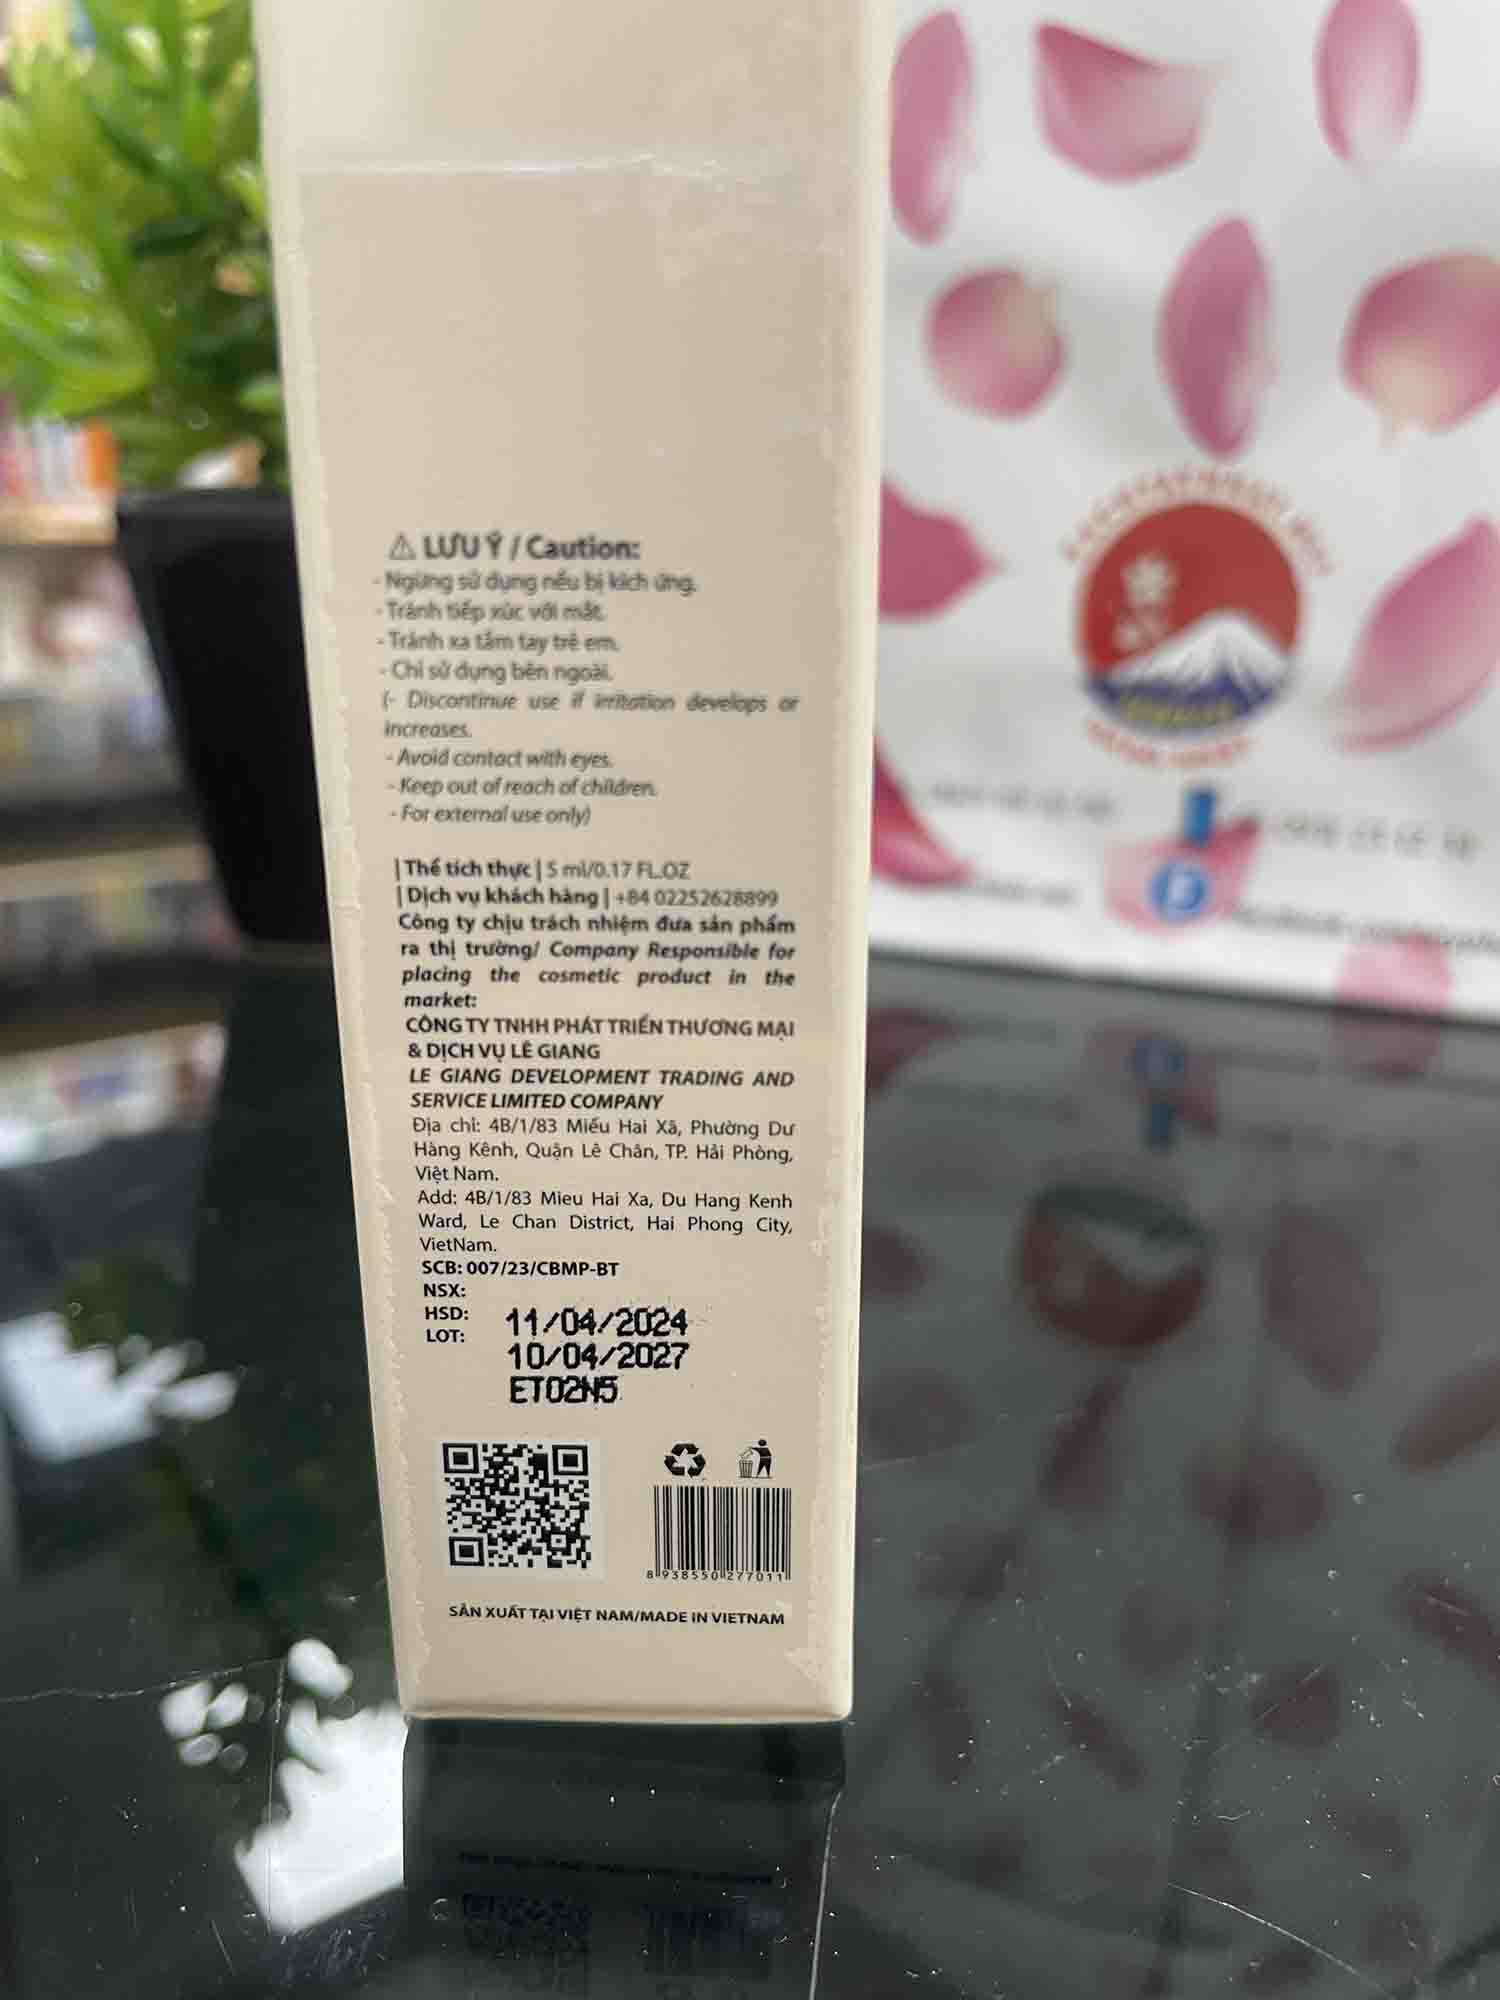 ⚠ LƯU Ý / Caution:
- Ngừng sử dụng nếu bị kích ứng.
- Tránh tiếp xúc với mắt.
- Tránh xa tầm tay trẻ em.
- Chỉ sử dụng bên ngoài.
(- Discontinue use if irritation develops or
increases.
- Avoid contact with eyes.
- Keep out of reach of children.
- For external use only)
| Thể tích thực | 5 ml/0.17 FL.OZ
| Dịch vụ khách hàng | +84 02252628899
Công ty chịu trách nhiệm đưa sản phẩm
ra thị trường/ Company Responsible for
placing the cosmetic product in the
market:
CÔNG TY TNHH PHÁT TRIỂN THƯƠNG MẠI
& DỊCH VỤ LÊ GIANG
LE GIANG DEVELOPMENT TRADING AND
SERVICE LIMITED COMPANY
Địa chỉ: 4B/1/83 Miếu Hai Xã, Phường Dư
Hàng Kênh, Quận Lê Chân, TP. Hải Phòng,
Việt Nam.
Add: 4B/1/83 Mieu Hai Xa, Du Hang Kenh
Ward, Le Chan District, Hai Phong City,
VietNam.
SCB: 007/23/CBMP-BT
NSX:
HSD: 11/04/2024
LOT: 10/04/2027
ET02N5
8 938550 277011
SẢN XUẤT TẠI VIỆT NAM/MADE IN VIETNAM